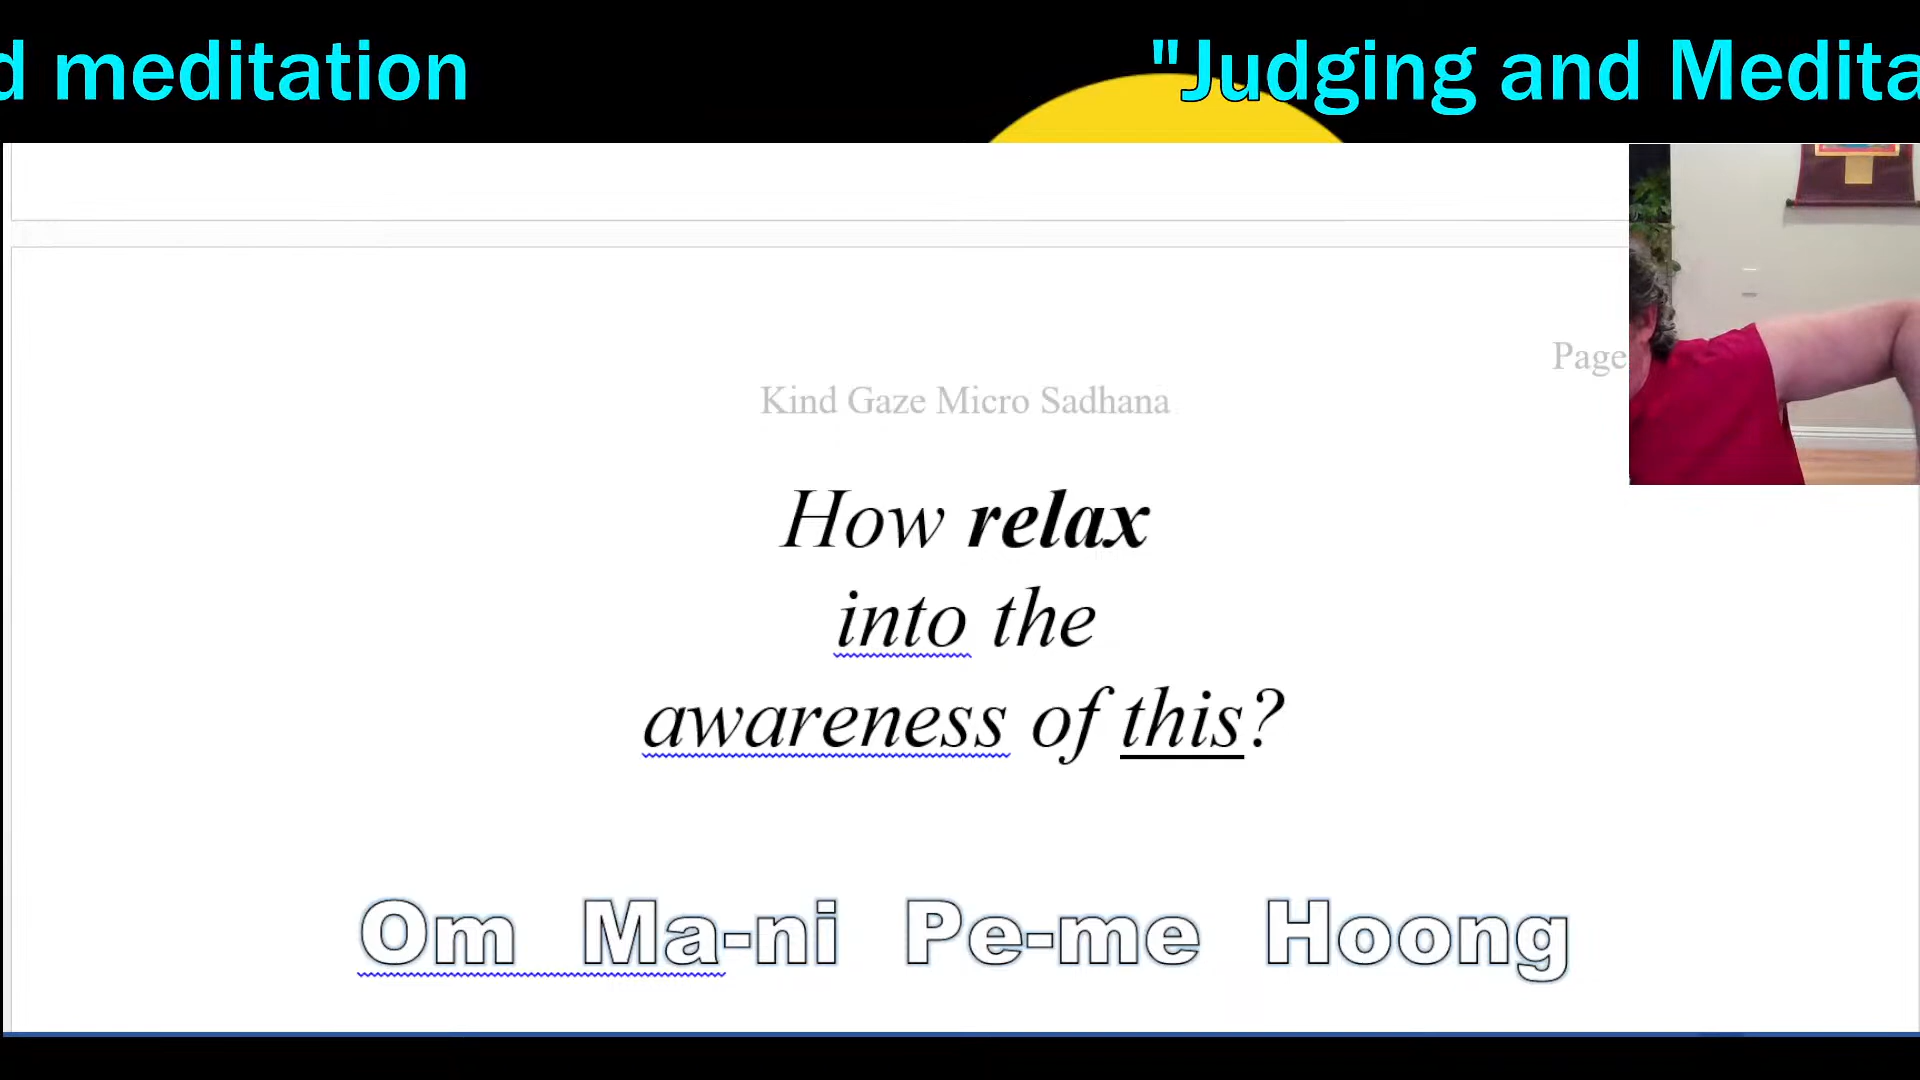 d meditation "Judging and Medita
Page
Kind Gaze Micro Sadhana
How relax
into the
awareness of this?
Om Ma-ni Pe-me Hoong